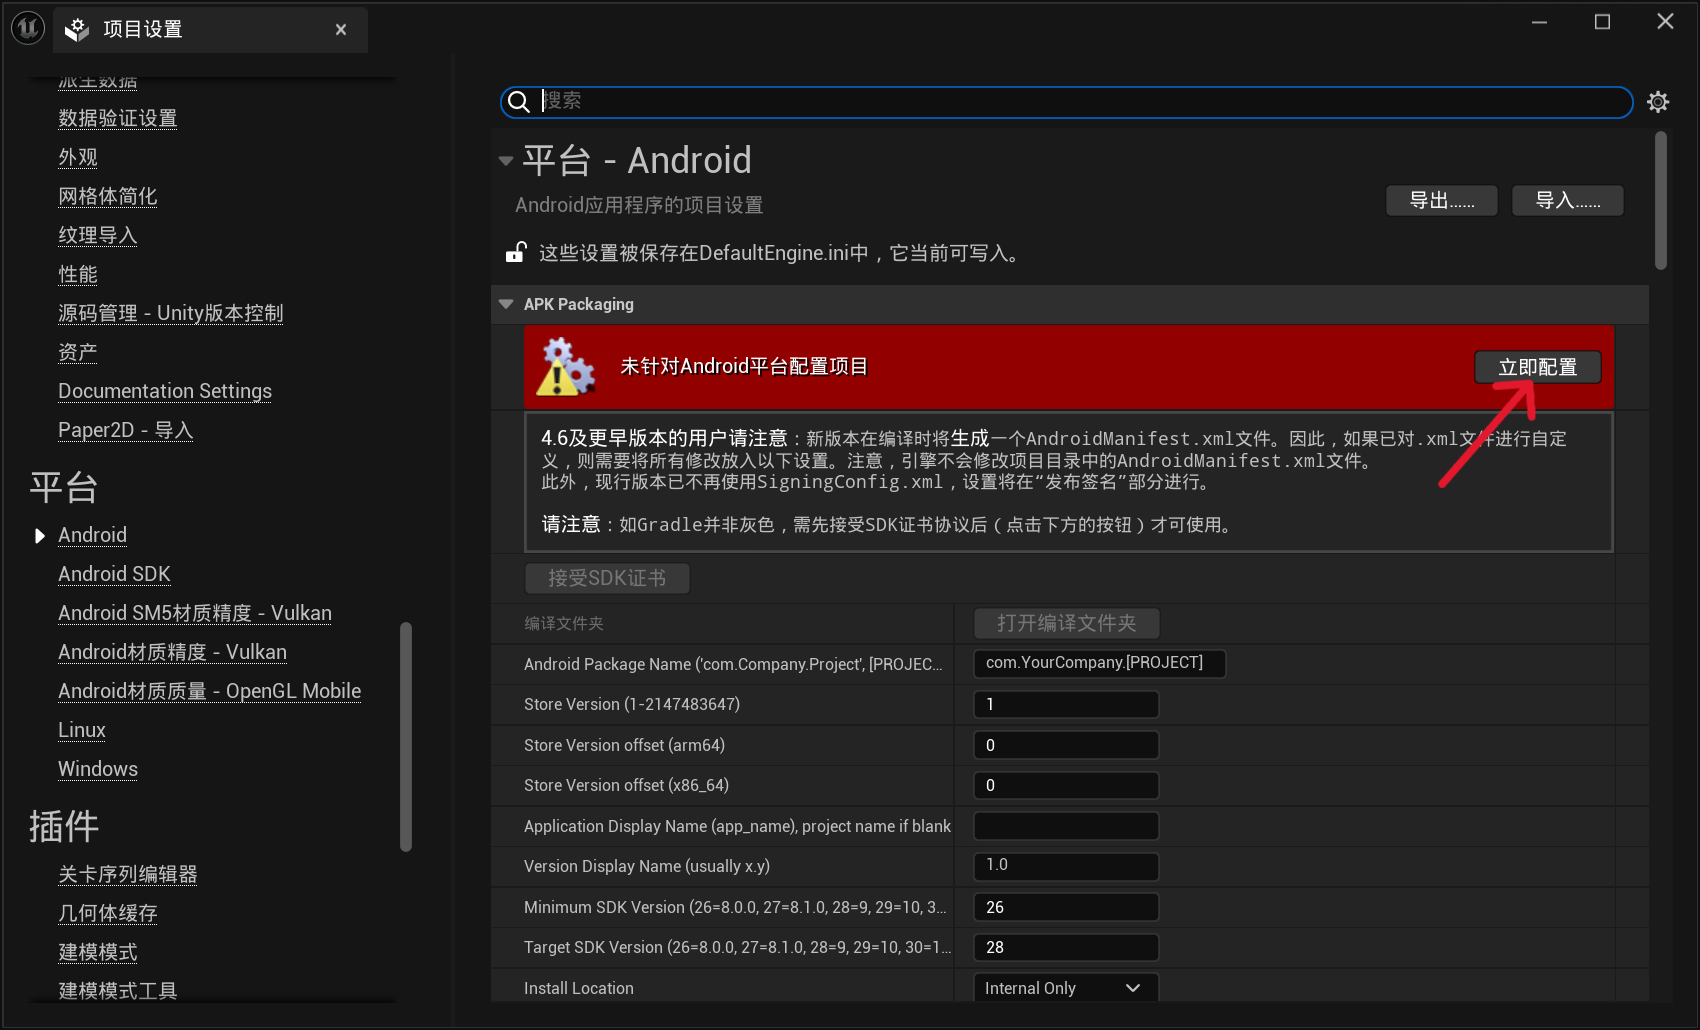 项目设置
派生数据
数据验证设置
外观
网格体简化
纹理导入
性能
源码管理 - Unity版本控制
资产
Documentation Settings
Paper2D - 导入
平台
Android
Android SDK
Android SM5材质精度 - Vulkan
Android材质精度 - Vulkan
Android材质质量 - OpenGL Mobile
Linux
Windows
插件
关卡序列编辑器
几何体缓存
建模模式
建模模式工具
搜索
平台 - Android
Android应用程序的项目设置
导出......
导入......
这些设置被保存在DefaultEngine.ini中，它当前可写入。
APK Packaging
未针对Android平台配置项目
立即配置
4.6及更早版本的用户请注意：新版本在编译时将生成一个AndroidManifest.xml文件。因此，如果已对.xml文件进行自定
义，则需要将所有修改放入以下设置。注意，引擎不会修改项目目录中的AndroidManifest.xml文件。
此外，现行版本已不再使用SigningConfig.xml，设置将在“发布签名”部分进行。
请注意：如Gradle并非灰色，需先接受SDK证书协议后（点击下方的按钮）才可使用。
接受SDK证书
编译文件夹
打开编译文件夹
Android Package Name ('com.Company.Project', [PROJEC...
com.YourCompany.[PROJECT]
Store Version (1-2147483647)
1
Store Version offset (arm64)
0
Store Version offset (x86_64)
0
Application Display Name (app_name), project name if blank
Version Display Name (usually x.y)
1.0
Minimum SDK Version (26=8.0.0, 27=8.1.0, 28=9, 29=10, 3...
26
Target SDK Version (26=8.0.0, 27=8.1.0, 28=9, 29=10, 30=1...
28
Install Location
Internal Only